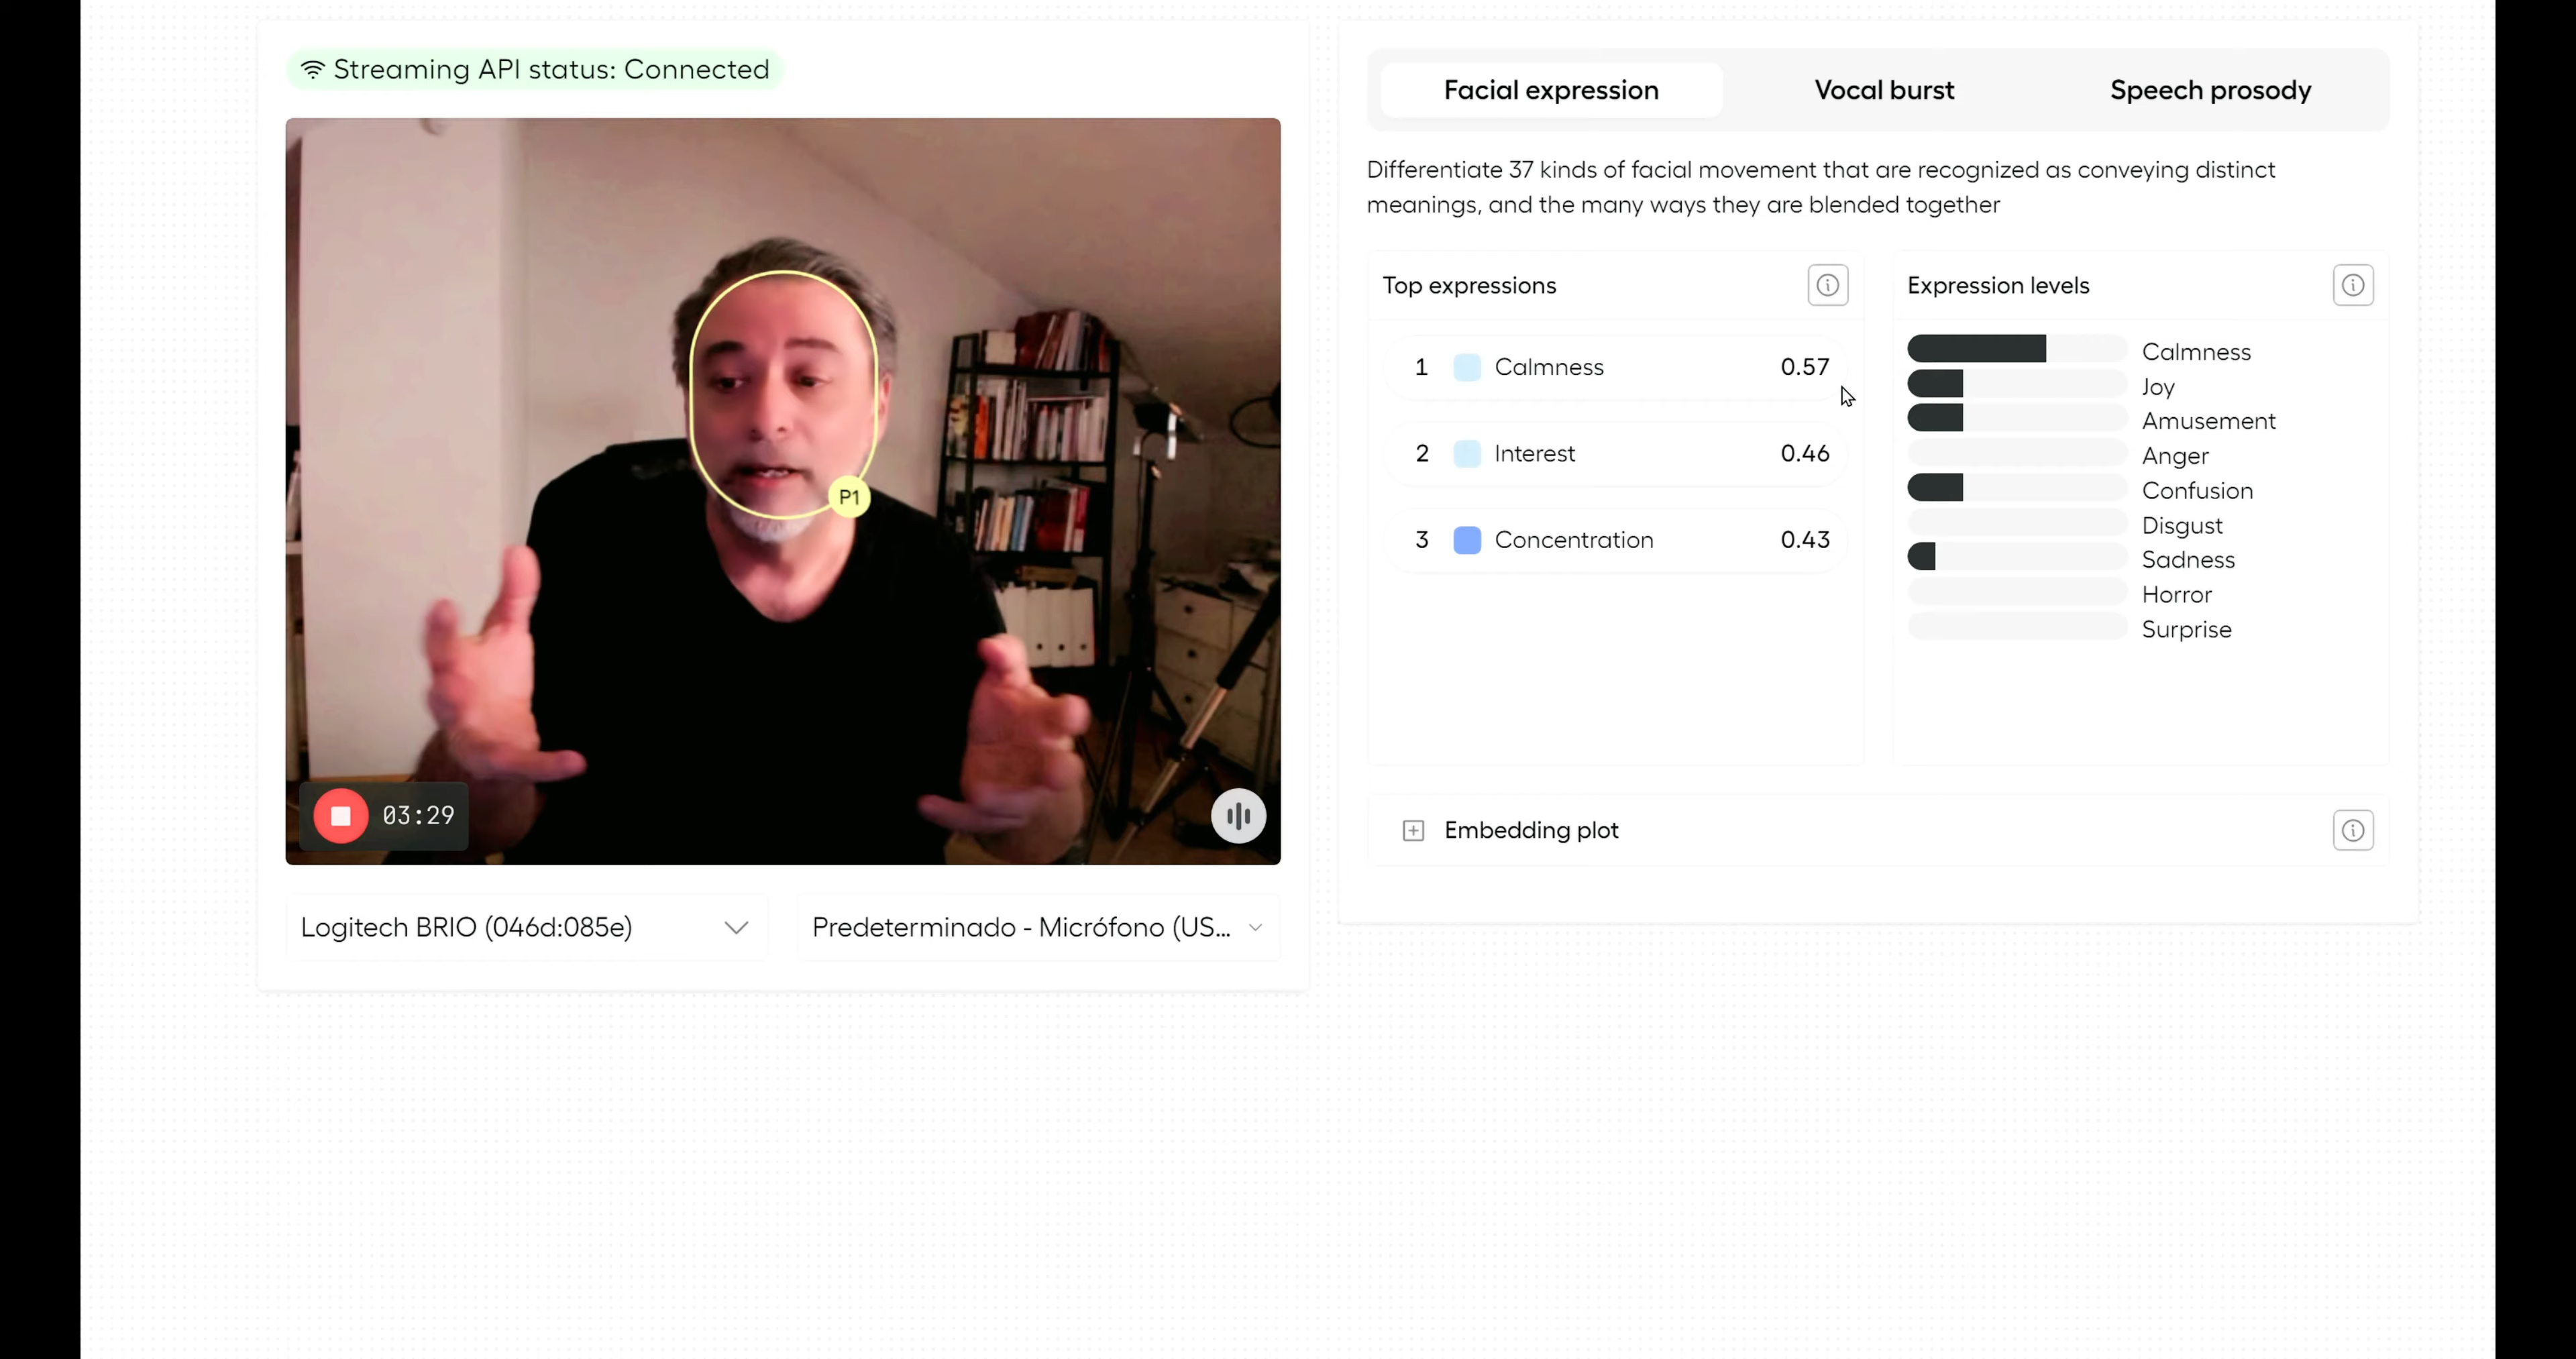 Streaming API status: Connected
P1
03:29
Logitech BRIO (046d:085e)
Predeterminado - Micrófono (US...
Facial expression
Vocal burst
Speech prosody
Differentiate 37 kinds of facial movement that are recognized as conveying distinct
meanings, and the many ways they are blended together
Top expressions
1 Calmness 0.57
2 Interest 0.46
3 Concentration 0.43
Expression levels
Calmness
Joy
Amusement
Anger
Confusion
Disgust
Sadness
Horror
Surprise
Embedding plot